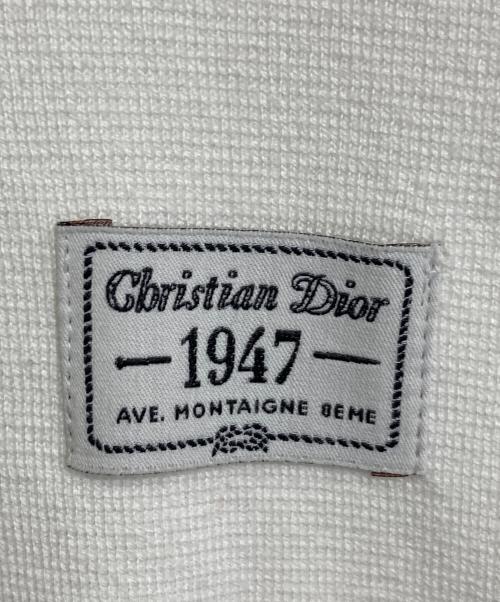 Christian Dior
1947
AVE. MONTAIGNE 8EME